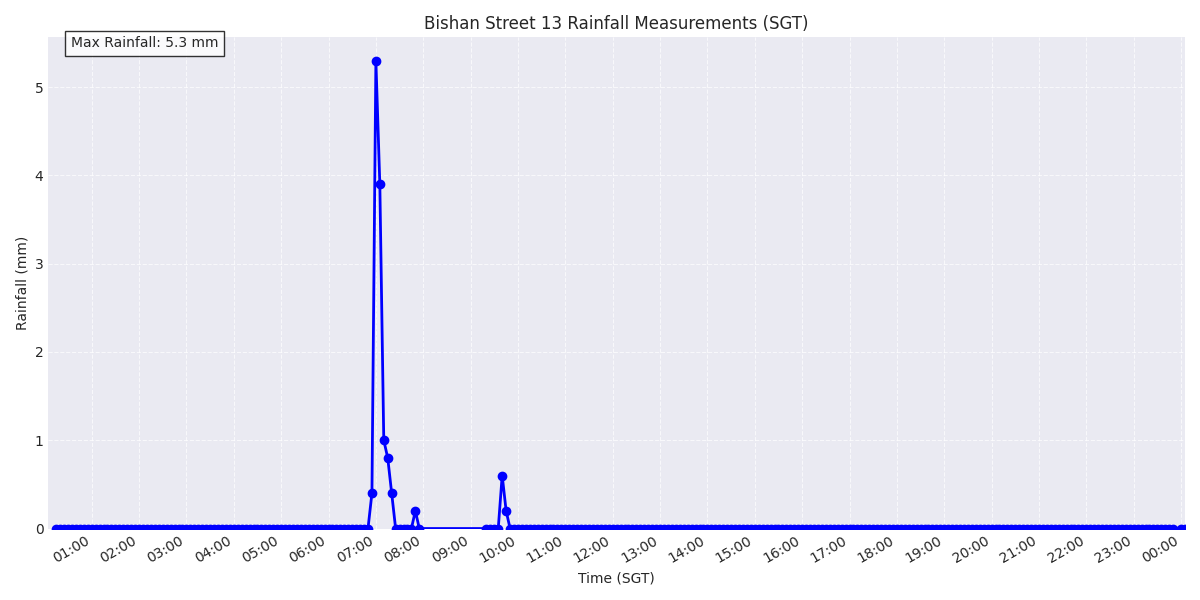 Bishan Street 13 Rainfall Measurements (SGT)
Max Rainfall: 5.3 mm
Rainfall (mm)
5
4
3
2
1
0
01:00 02:00 03:00 04:00 05:00 06:00 07:00 08:00 09:00 10:00 11:00 12:00 13:00 14:00 15:00 16:00 17:00 18:00 19:00 20:00 21:00 22:00 23:00 00:00
Time (SGT)